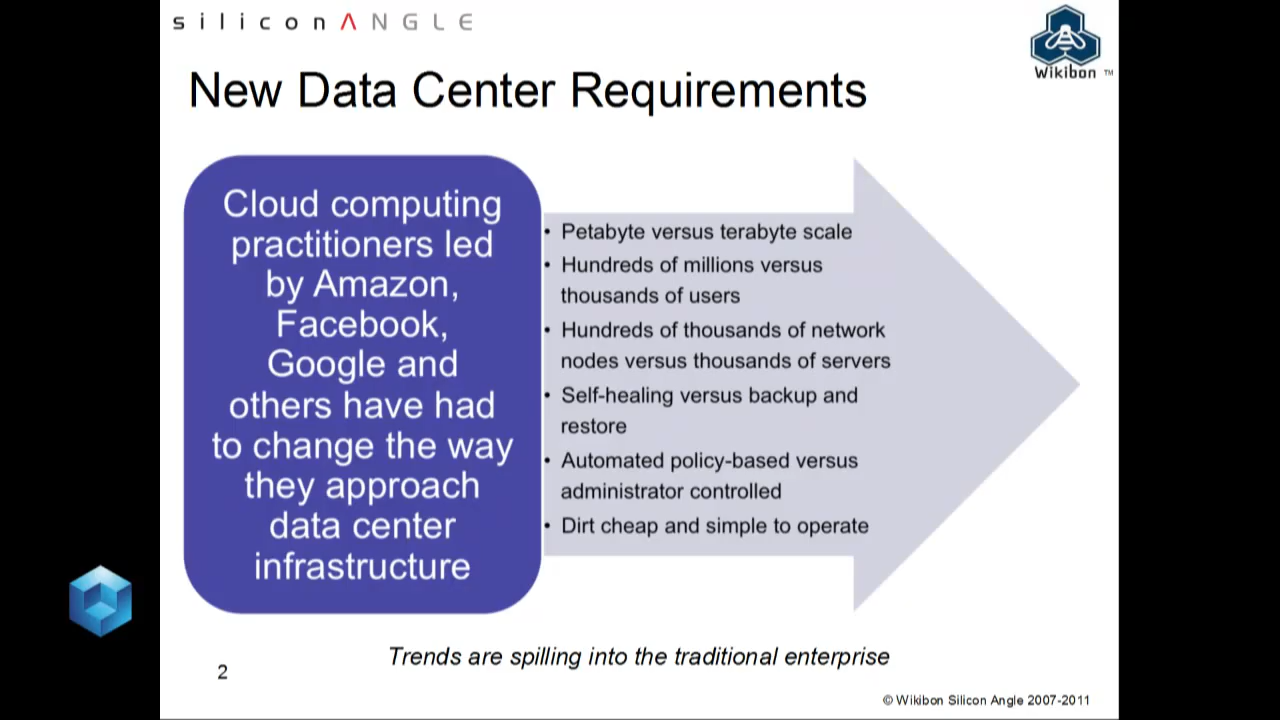 siliconANGLE
Wikibon TM
New Data Center Requirements
Cloud computing
practitioners led
by Amazon,
Facebook,
Google and
others have had
to change the way
they approach
data center
infrastructure
• Petabyte versus terabyte scale
• Hundreds of millions versus
thousands of users
• Hundreds of thousands of network
nodes versus thousands of servers
• Self-healing versus backup and
restore
• Automated policy-based versus
administrator controlled
• Dirt cheap and simple to operate
Trends are spilling into the traditional enterprise
2
© Wikibon Silicon Angle 2007-2011